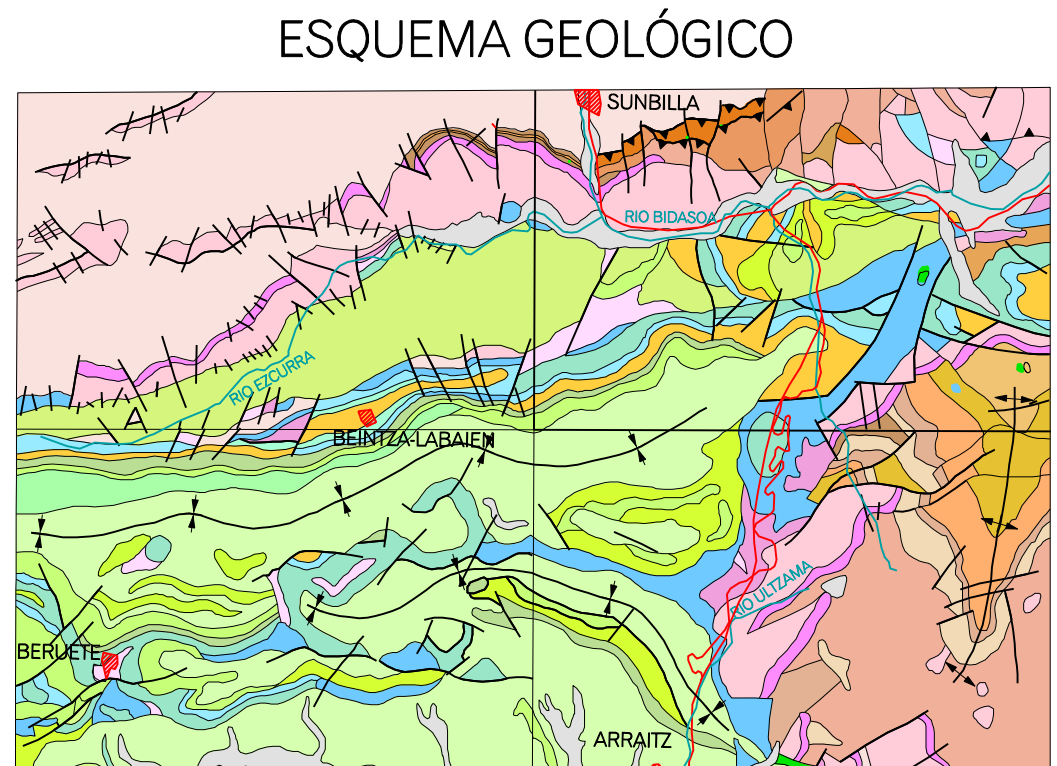 ESQUEMA GEOLÓGICO
SUNBILLA
RIO BIDASOA
RIO EZCURRA
A
BEINTZA-LABAIEN
RIO ULTZAMA
BERUETE
ARRAITZ